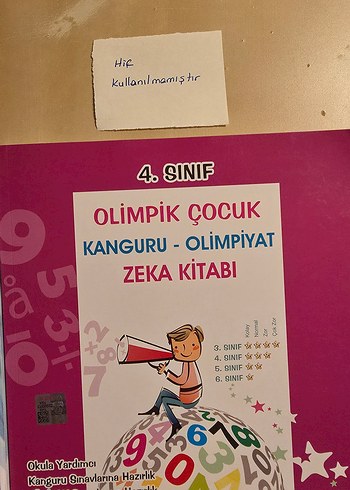 Hiç
kullanılmamıştır
4. SINIF
OLİMPİK ÇOCUK
KANGURU - OLİMPİYAT
ZEKA KİTABI
Kolay
Normal
Zor
Çok Zor
3. SINIF
4. SINIF
5. SINIF
6. SINIF
Okula Yardımcı
Kanguru Sınavlarına Hazırlık